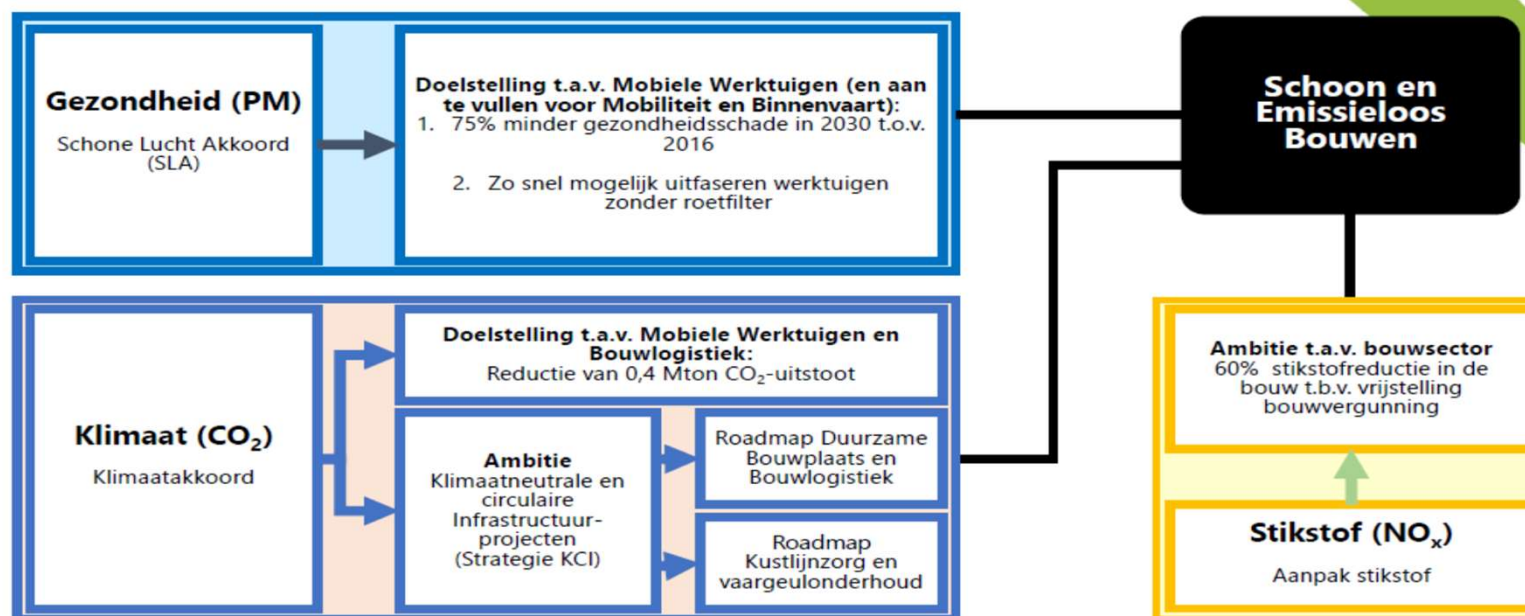 Gezondheid (PM)
Schone Lucht Akkoord
(SLA)
Doelstelling t.a.v. Mobiele Werktuigen (en aan
te vullen voor Mobiliteit en Binnenvaart):
1. 75% minder gezondheidsschade in 2030 t.o.v.
2016
2. Zo snel mogelijk uitfaseren werktuigen
zonder roetfilter
Schoon en
Emissieloos
Bouwen
Klimaat (CO₂)
Klimaatakkoord
Doelstelling t.a.v. Mobiele Werktuigen en
Bouwlogistiek:
Reductie van 0,4 Mton CO₂-uitstoot
Ambitie
Klimaatneutrale en
circulaire
Infrastructuur-
projecten
(Strategie KCI)
Roadmap Duurzame
Bouwplaats en
Bouwlogistiek
Roadmap
Kustlijnzorg en
vaargeulonderhoud
Ambitie t.a.v. bouwsector
60% stikstofreductie in de
bouw t.b.v. vrijstelling
bouwvergunning
Stikstof (NOₓ)
Aanpak stikstof